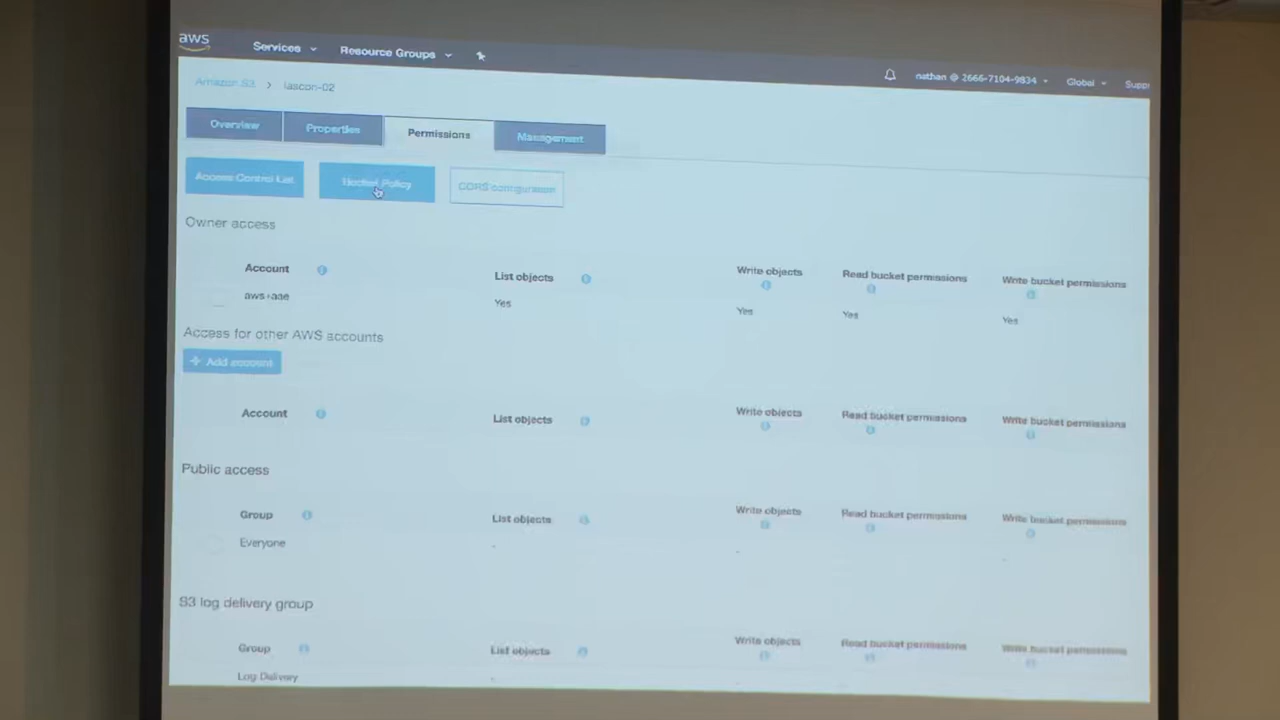 aws
Services Resource Groups
nathan @ 2666-7104-9834 Global Supp
Amazon S3 > lascon-02
Overview Properties Permissions Management
Access Control List Bucket Policy CORS configuration
Owner access
Account List objects Write objects Read bucket permissions Write bucket permissions
Yes Yes Yes Yes
Access for other AWS accounts
+ Add account
Account List objects Write objects Read bucket permissions Write bucket permissions
Public access
Group List objects Write objects Read bucket permissions Write bucket permissions
Everyone - - -
S3 log delivery group
Group List objects Write objects Read bucket permissions Write bucket permissions
Log Delivery -